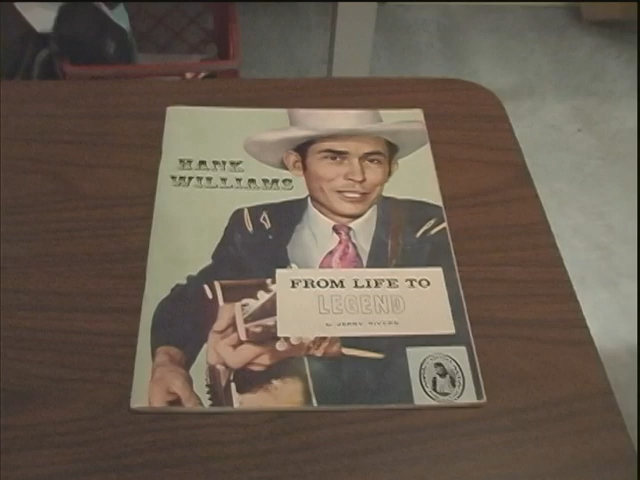 HANK
WILLIAMS
FROM LIFE TO
LEGEND
by JERRY RIVERS